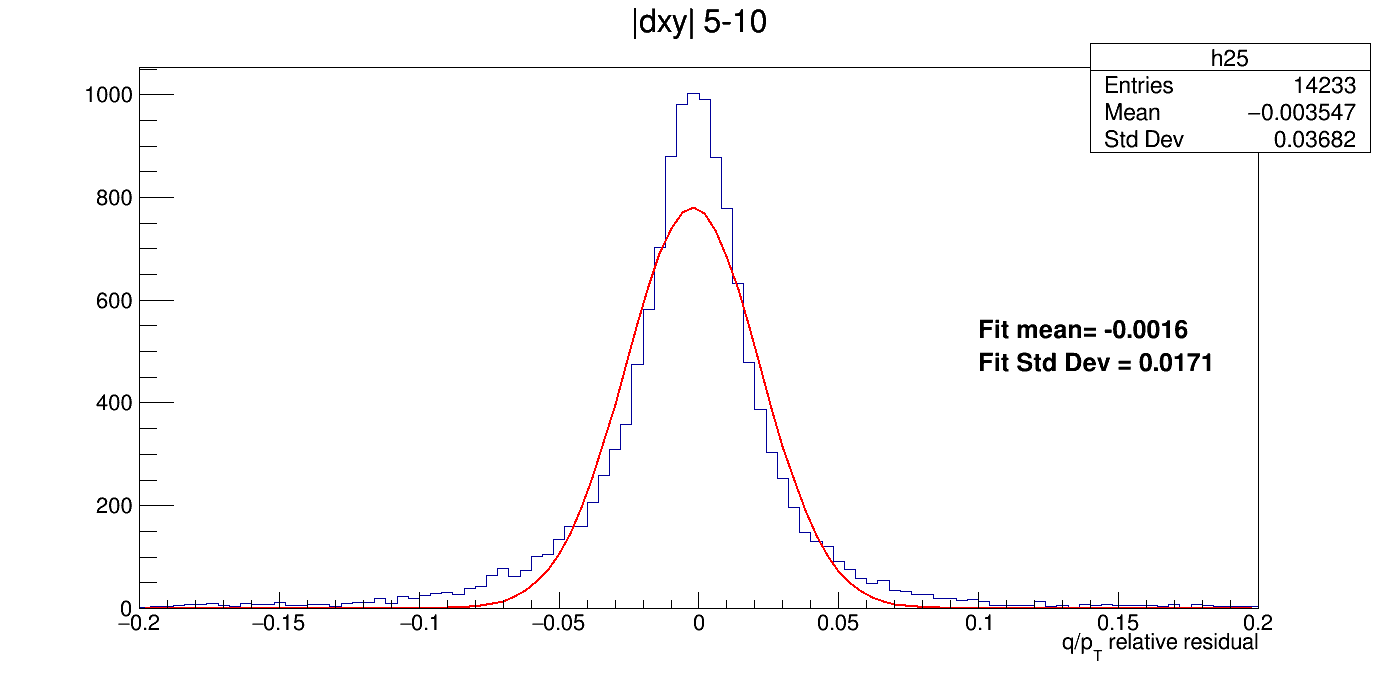 |dxy| 5-10
h25
Entries 14233
Mean −0.003547
Std Dev 0.03682
1000
800
600
400
200
0
Fit mean= -0.0016
Fit Std Dev = 0.0171
−0.2 −0.15 −0.1 −0.05 0 0.05 0.1 0.15 0.2
q/p_T relative residual